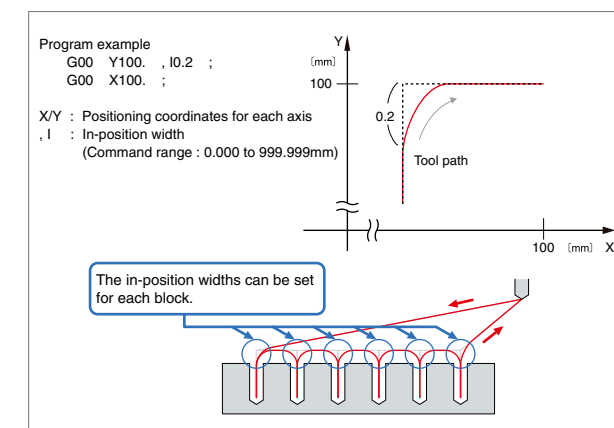 Program example
G00 Y100. , I0.2 ;
G00 X100. ;
X/Y : Positioning coordinates for each axis
, I : In-position width
(Command range : 0.000 to 999.999mm)
Y
(mm)
100
0.2
Tool path
100 (mm) X
The in-position widths can be set
for each block.